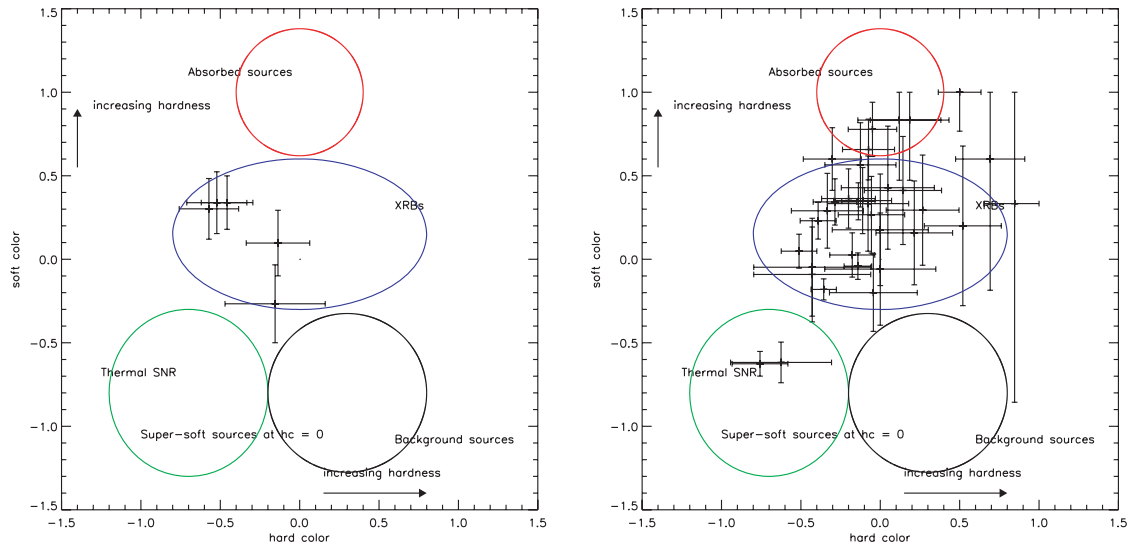 1.5
1.0
0.5
0.0
−0.5
−1.0
−1.5
soft color
Absorbed sources
increasing hardness
XRBs
Thermal SNR
Super-soft sources at hc = 0
Background sources
increasing hardness
−1.5 −1.0 −0.5 0.0 0.5 1.0 1.5
hard color
1.5
1.0
0.5
0.0
−0.5
−1.0
−1.5
soft color
Absorbed sources
increasing hardness
XRBs
Thermal SNR
Super-soft sources at hc = 0
Background sources
increasing hardness
−1.5 −1.0 −0.5 0.0 0.5 1.0 1.5
hard color